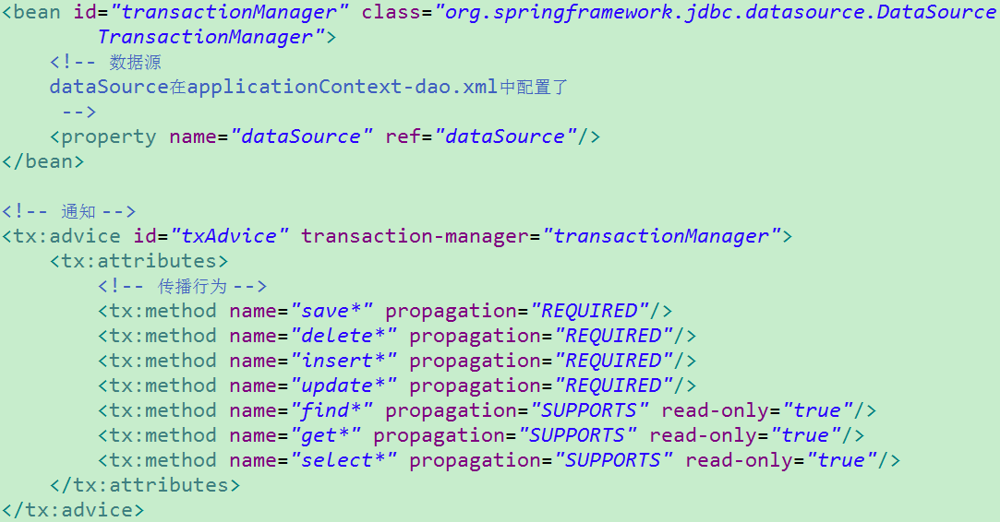 <bean id="transactionManager" class="org.springframework.jdbc.datasource.DataSource
        TransactionManager">
    <!-- 数据源
    dataSource在applicationContext-dao.xml中配置了
     -->
    <property name="dataSource" ref="dataSource"/>
</bean>

<!-- 通知 -->
<tx:advice id="txAdvice" transaction-manager="transactionManager">
    <tx:attributes>
        <!-- 传播行为 -->
        <tx:method name="save*" propagation="REQUIRED"/>
        <tx:method name="delete*" propagation="REQUIRED"/>
        <tx:method name="insert*" propagation="REQUIRED"/>
        <tx:method name="update*" propagation="REQUIRED"/>
        <tx:method name="find*" propagation="SUPPORTS" read-only="true"/>
        <tx:method name="get*" propagation="SUPPORTS" read-only="true"/>
        <tx:method name="select*" propagation="SUPPORTS" read-only="true"/>
    </tx:attributes>
</tx:advice>